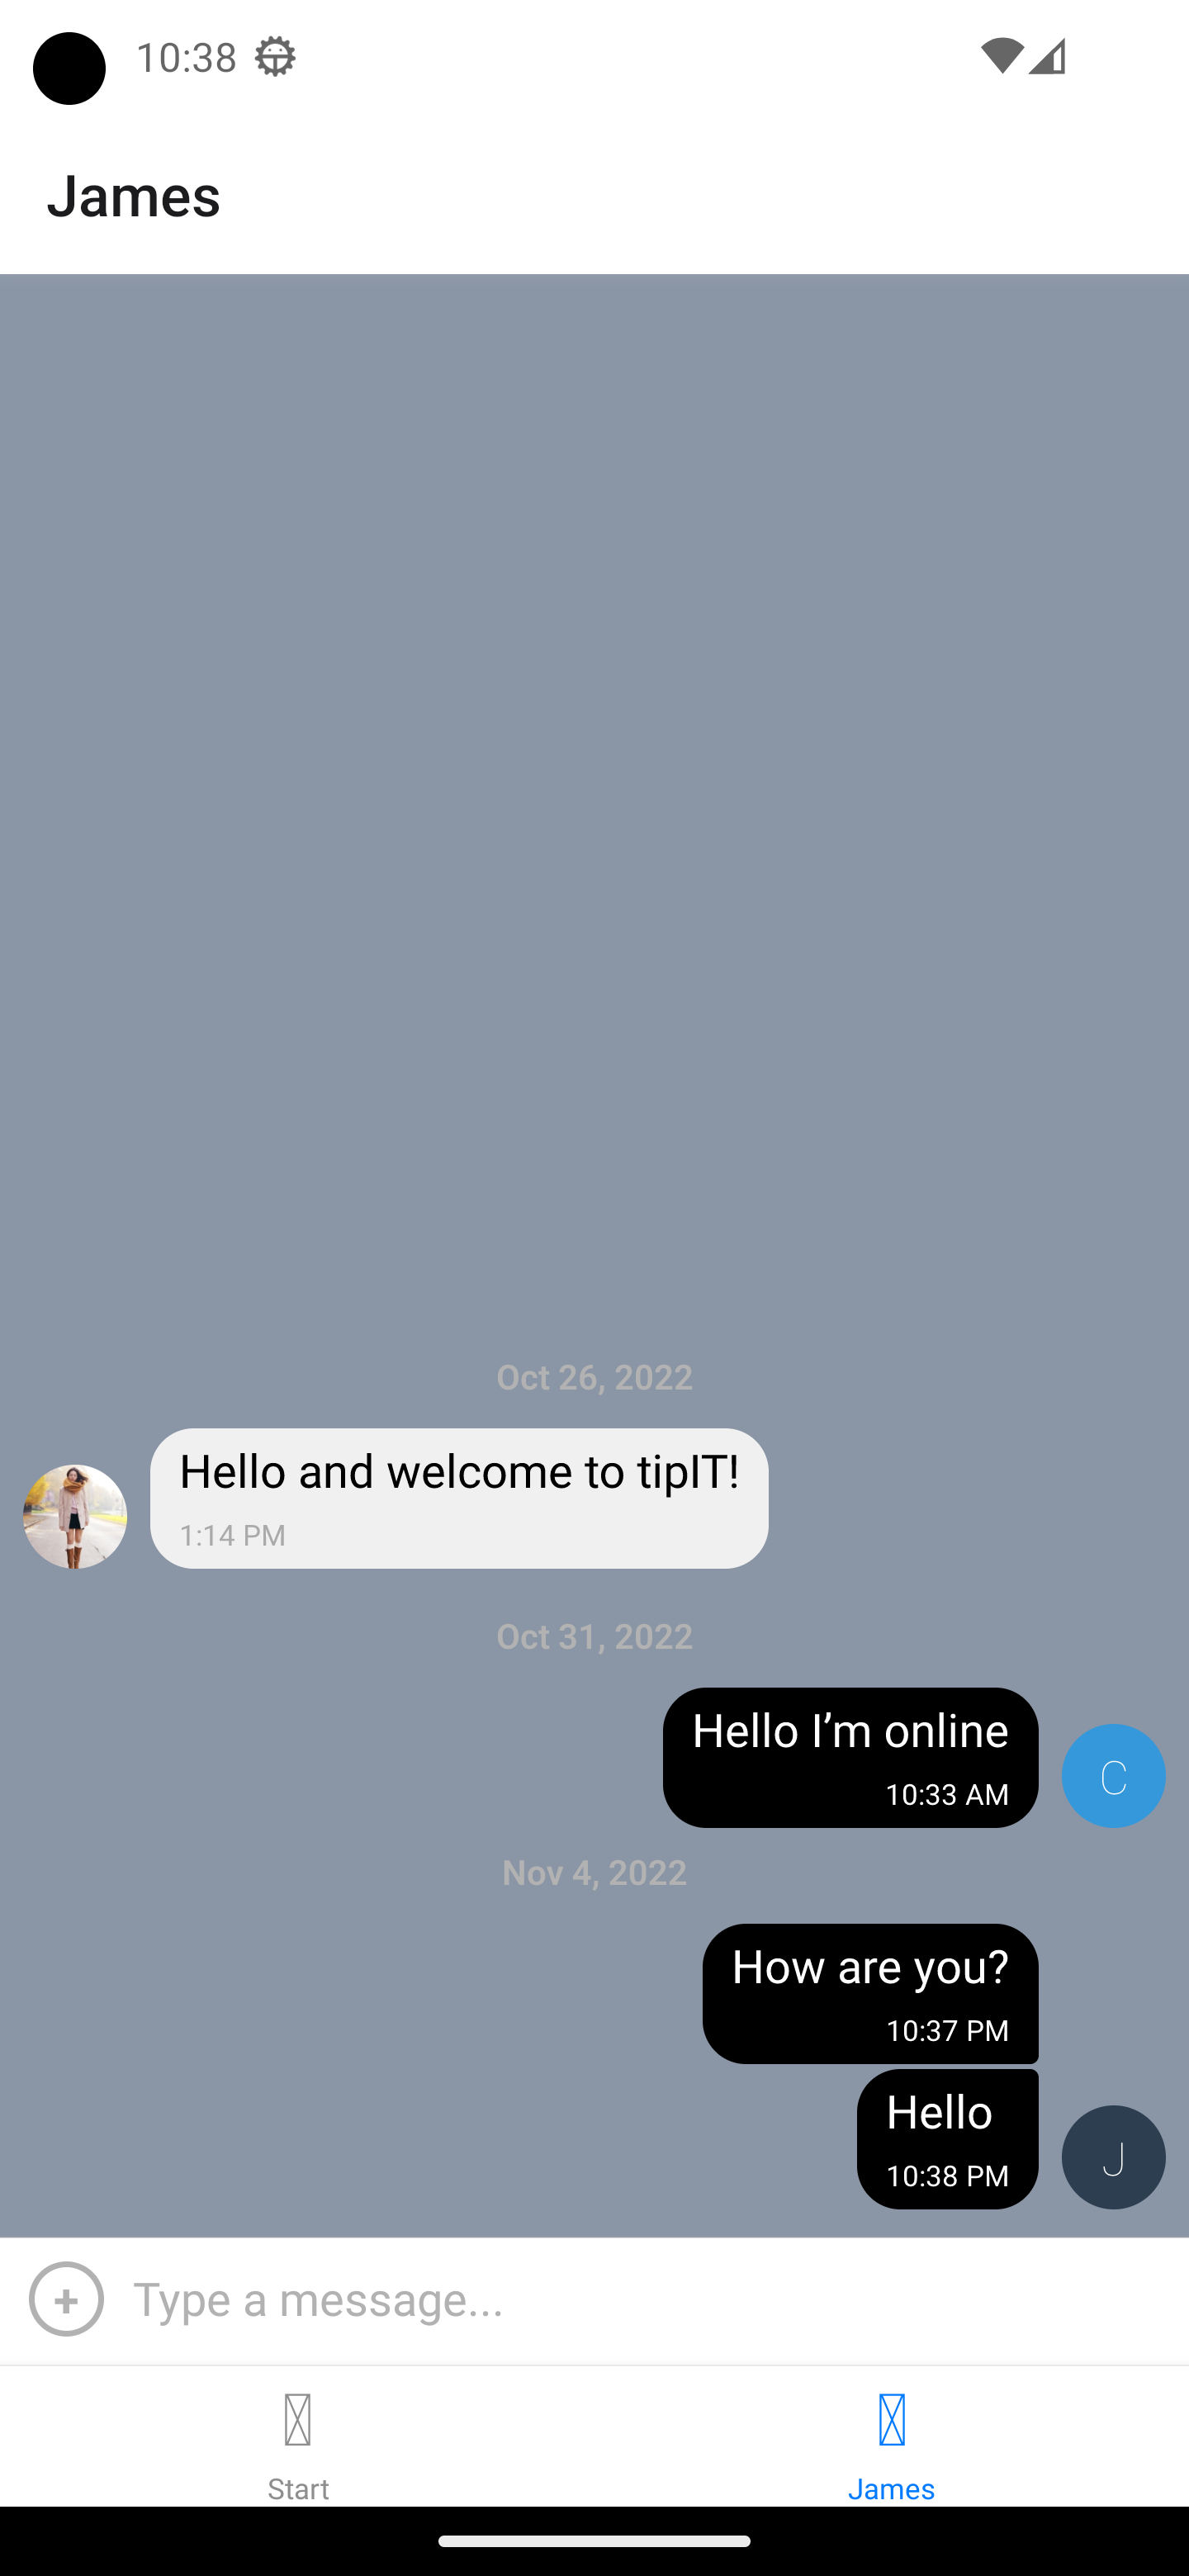 10:38
James
Oct 26, 2022
Hello and welcome to tipIT!
1:14 PM
Oct 31, 2022
Hello I’m online
10:33 AM
C
Nov 4, 2022
How are you?
10:37 PM
Hello
10:38 PM
J
Type a message...
Start
James